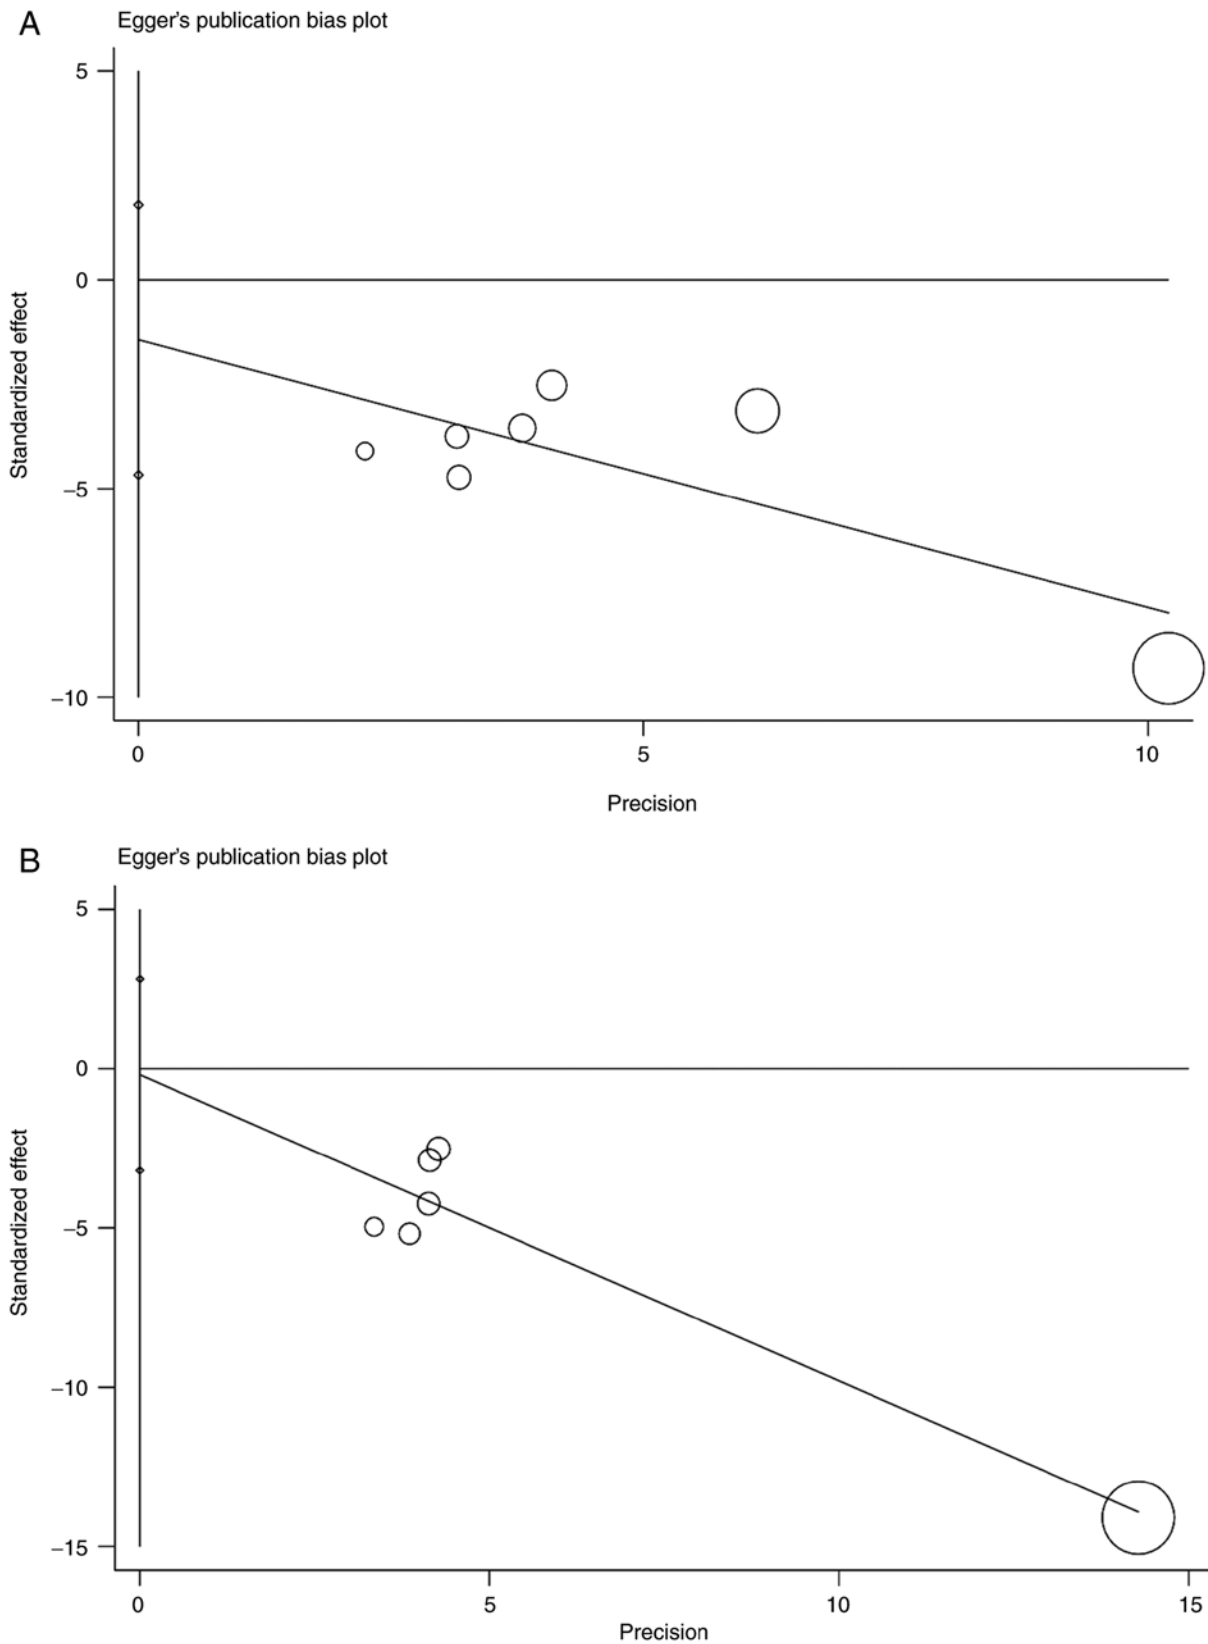 A
Egger’s publication bias plot
5
0
−5
−10
Standardized effect
0 5 10
Precision
B
Egger’s publication bias plot
5
0
−5
−10
−15
Standardized effect
0 5 10 15
Precision